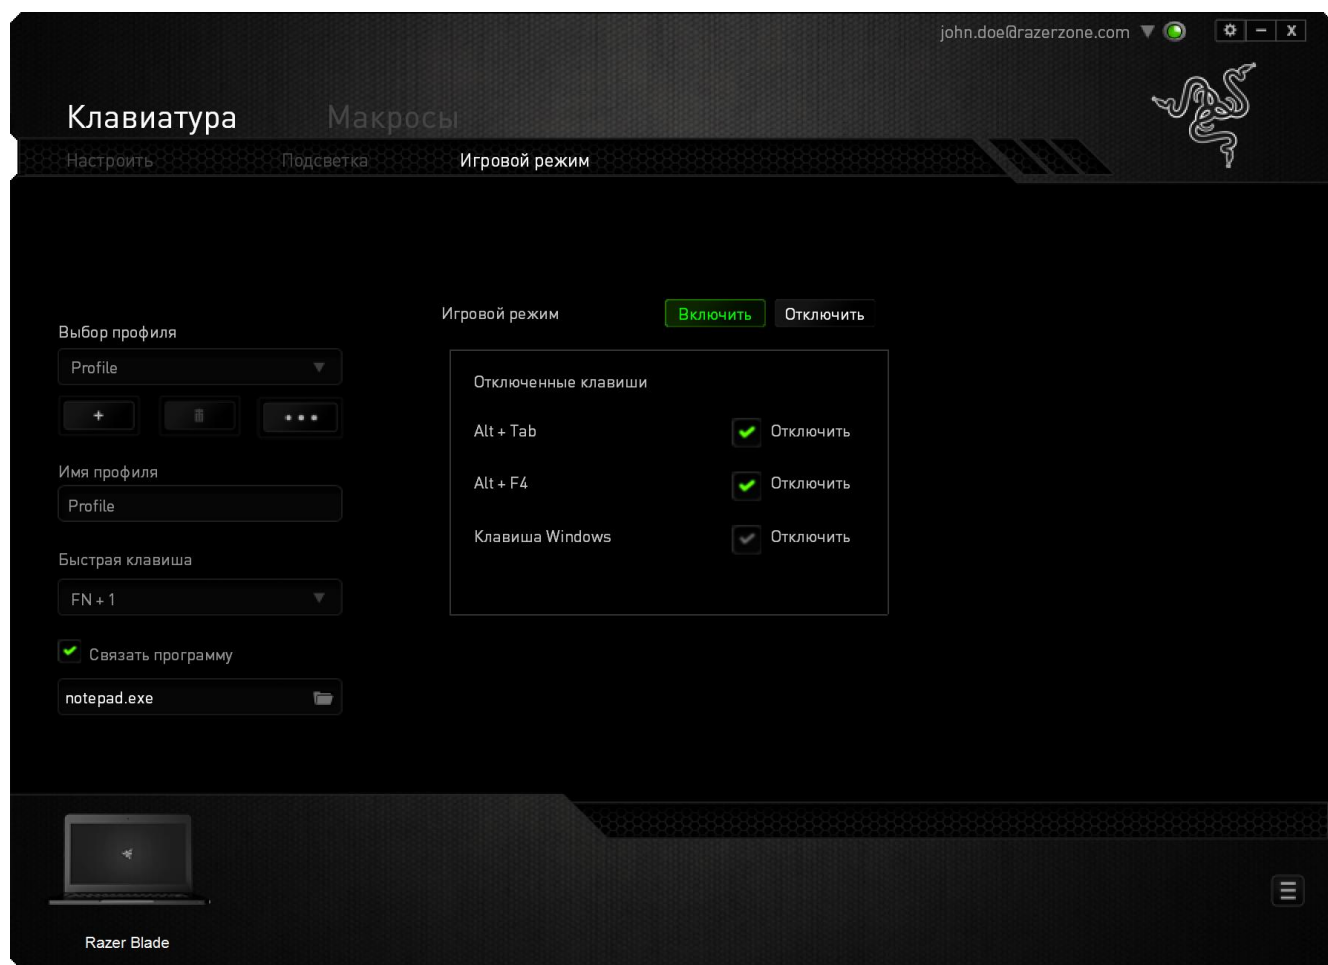 john.doe@razerzone.com
Клавиатура
Макросы
Настроить
Подсветка
Игровой режим
Игровой режим
Включить
Отключить
Выбор профиля
Profile
Имя профиля
Profile
Быстрая клавиша
FN + 1
Связать программу
notepad.exe
Отключенные клавиши
Alt + Tab
Отключить
Alt + F4
Отключить
Клавиша Windows
Отключить
Razer Blade